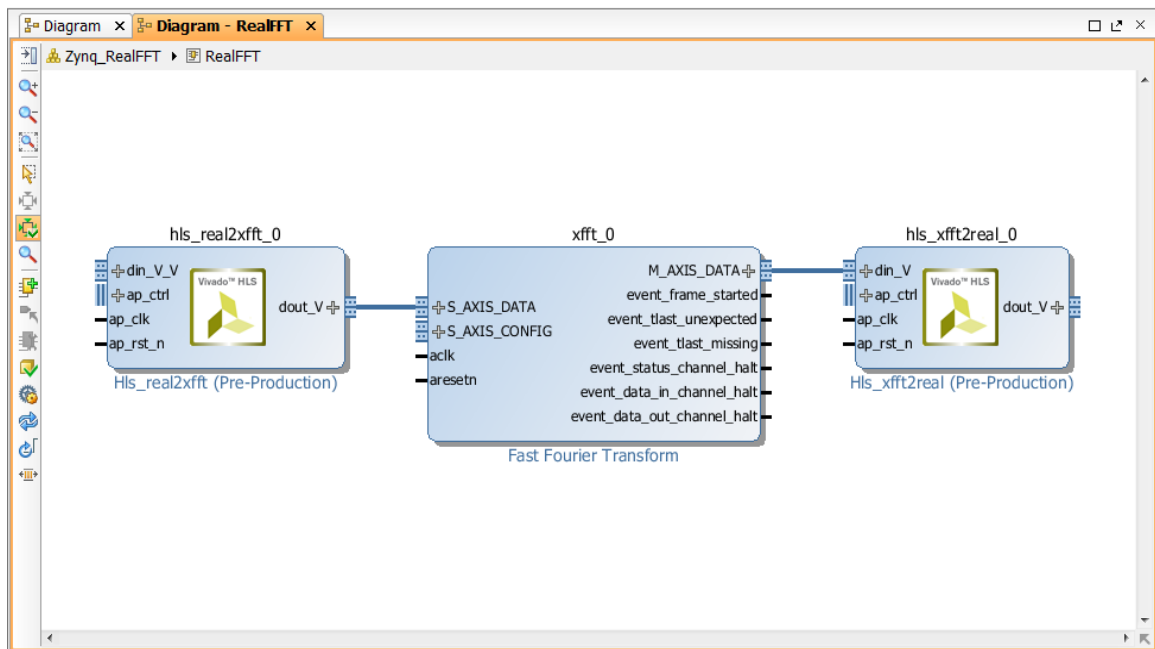 Diagram
Diagram - RealFFT
Zynq_RealFFT
RealFFT
hls_real2xfft_0
din_V_V
ap_ctrl
ap_clk
ap_rst_n
Vivado™ HLS
dout_V
Hls_real2xfft (Pre-Production)
xfft_0
S_AXIS_DATA
S_AXIS_CONFIG
aclk
aresetn
M_AXIS_DATA
event_frame_started
event_tlast_unexpected
event_tlast_missing
event_status_channel_halt
event_data_in_channel_halt
event_data_out_channel_halt
Fast Fourier Transform
hls_xfft2real_0
din_V
ap_ctrl
ap_clk
ap_rst_n
Vivado™ HLS
dout_V
Hls_xfft2real (Pre-Production)